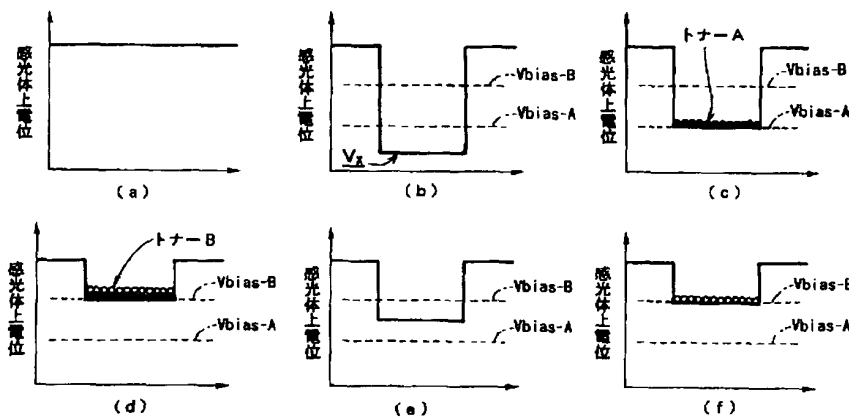 感光体上電位
(a)
感光体上電位
Vbias-B
Vbias-A
VX
(b)
感光体上電位
トナーA
Vbias-B
Vbias-A
(c)
感光体上電位
トナーB
Vbias-B
Vbias-A
(d)
感光体上電位
Vbias-B
Vbias-A
(e)
感光体上電位
Vbias-B
Vbias-A
(f)